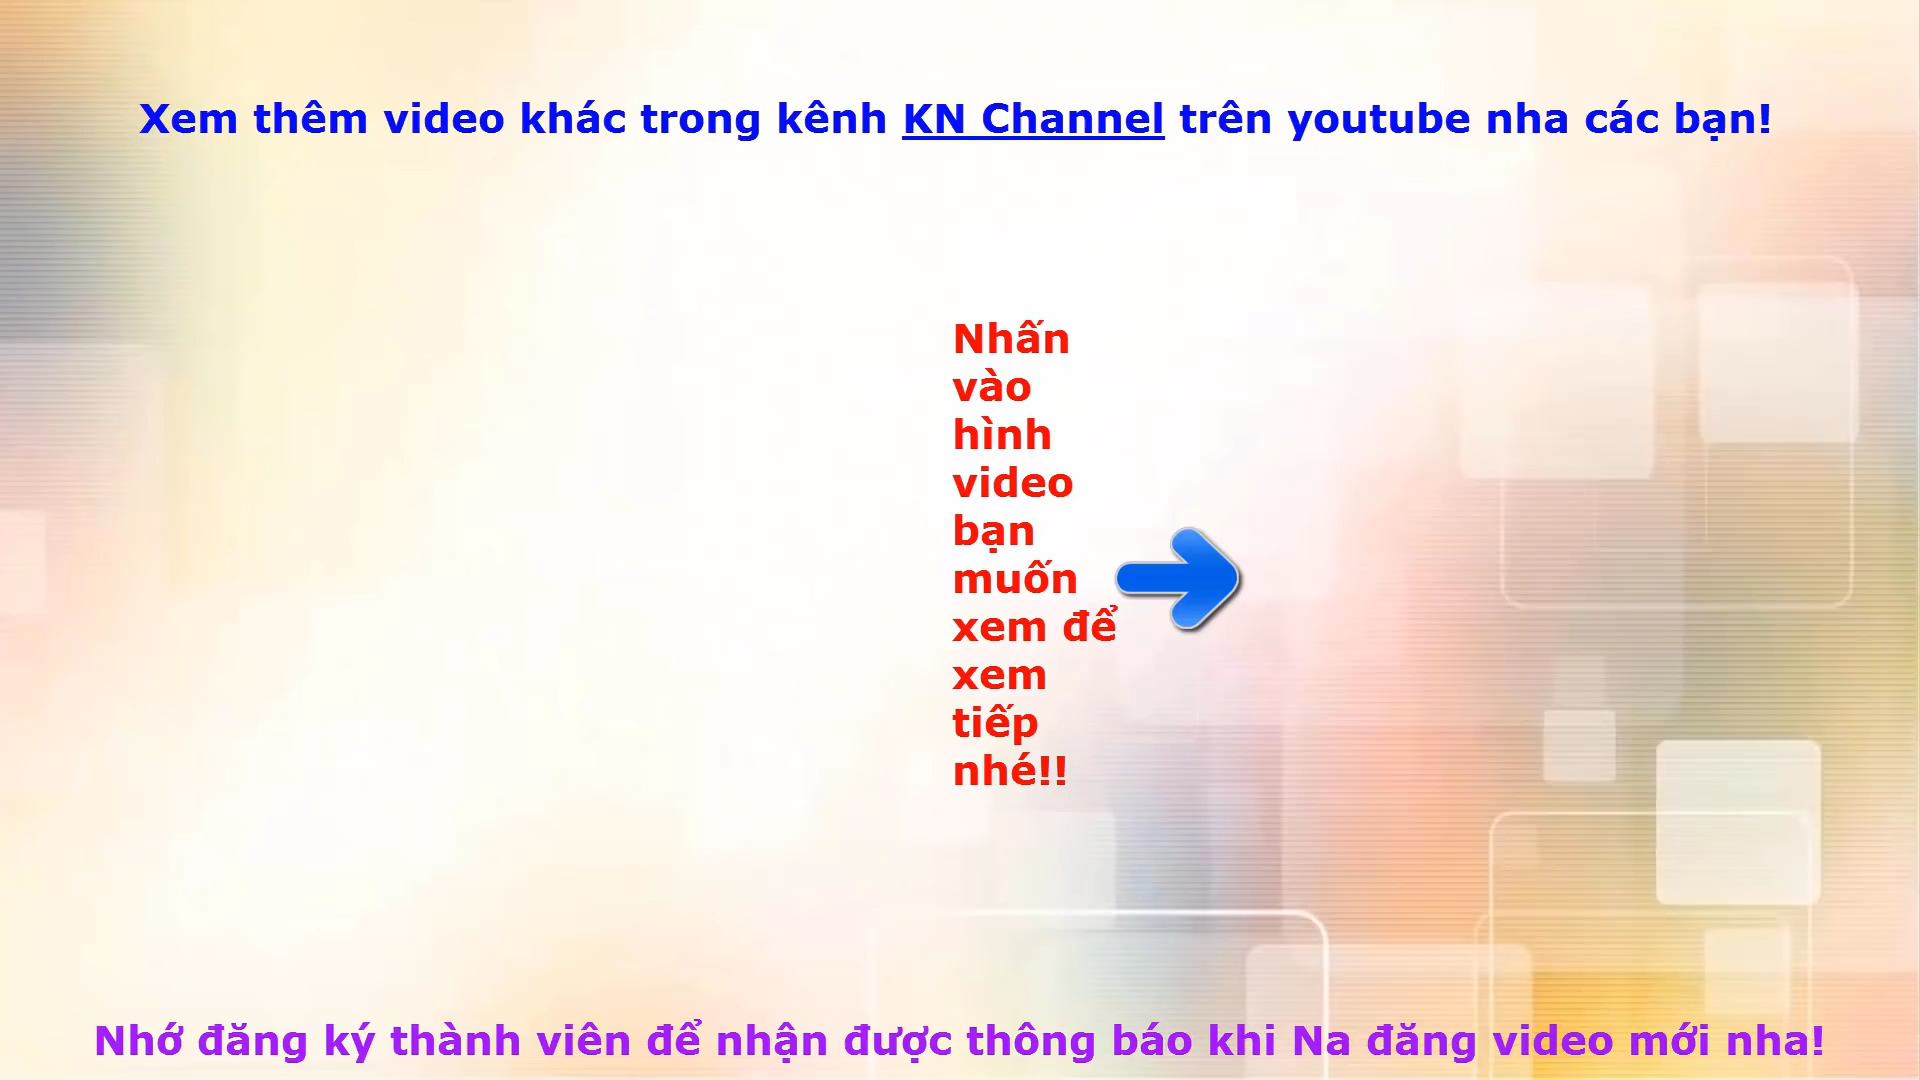 Xem thêm video khác trong kênh KN Channel trên youtube nha các bạn!
Nhấn
vào
hình
video
bạn
muốn
xem để
xem
tiếp
nhé!!
Nhớ đăng ký thành viên để nhận được thông báo khi Na đăng video mới nha!